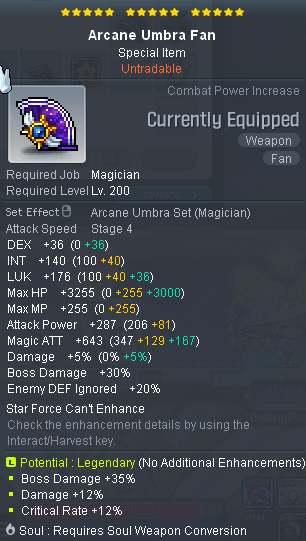 Arcane Umbra Fan
Special Item
Untradable
Combat Power Increase
Currently Equipped
Weapon
Fan
Required Job Magician
Required Level Lv. 200
Set Effect Arcane Umbra Set (Magician)
Attack Speed Stage 4
DEX +36 (0 +36)
INT +140 (100 +40)
LUK +176 (100 +40 +36)
Max HP +3255 (0 +255 +3000)
Max MP +255 (0 +255)
Attack Power +287 (206 +81)
Magic ATT +643 (347 +129 +167)
Damage +5% (0% +5%)
Boss Damage +30%
Enemy DEF Ignored +20%
Star Force Can't Enhance
Check the enhancement details by using the
Interact/Harvest key.
L Potential : Legendary (No Additional Enhancements)
Boss Damage +35%
Damage +12%
Critical Rate +12%
Soul : Requires Soul Weapon Conversion